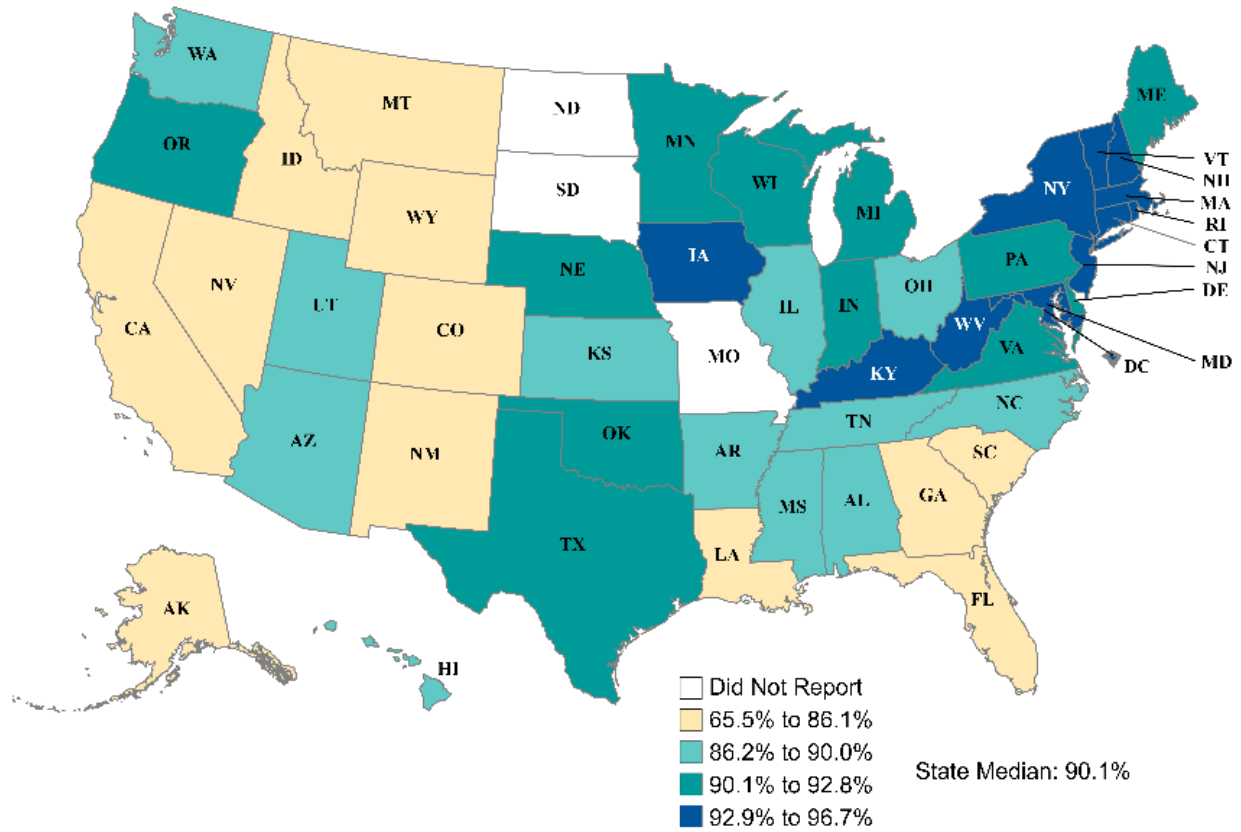 WA
MT
ND
ME
OR
MN
ID
VT
SD
WI
NH
NY
WY
MI
MA
RI
CT
IA
PA
NJ
NE
NV
OH
DE
UT
IL
IN
CA
CO
WV
KS
VA
MO
MD
KY
DC
NC
TN
OK
AZ
NM
AR
SC
GA
MS
AL
TX
LA
FL
AK
HI
Did Not Report
65.5% to 86.1%
86.2% to 90.0%
State Median: 90.1%
90.1% to 92.8%
92.9% to 96.7%